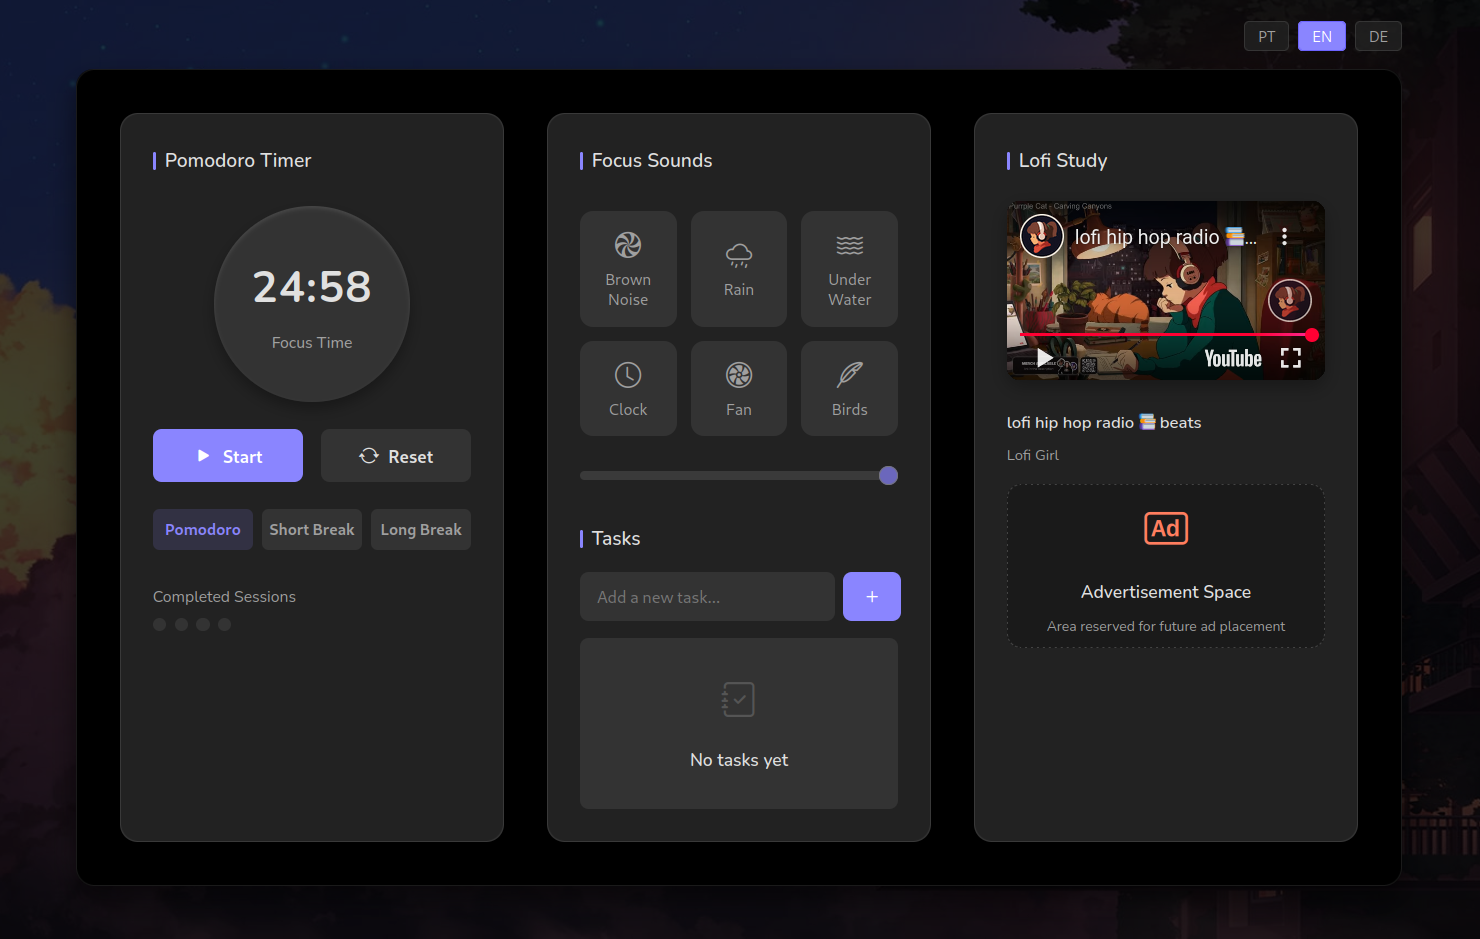 PT
EN
DE
Pomodoro Timer
24:58
Focus Time
Start
Reset
Pomodoro
Short Break
Long Break
Completed Sessions
Focus Sounds
Brown
Noise
Rain
Under
Water
Clock
Fan
Birds
Tasks
Add a new task...
+
No tasks yet
Lofi Study
Purple Cat - Carving Canyons
lofi hip hop radio 📚...
YouTube
lofi hip hop radio 📚 beats
Lofi Girl
Ad
Advertisement Space
Area reserved for future ad placement